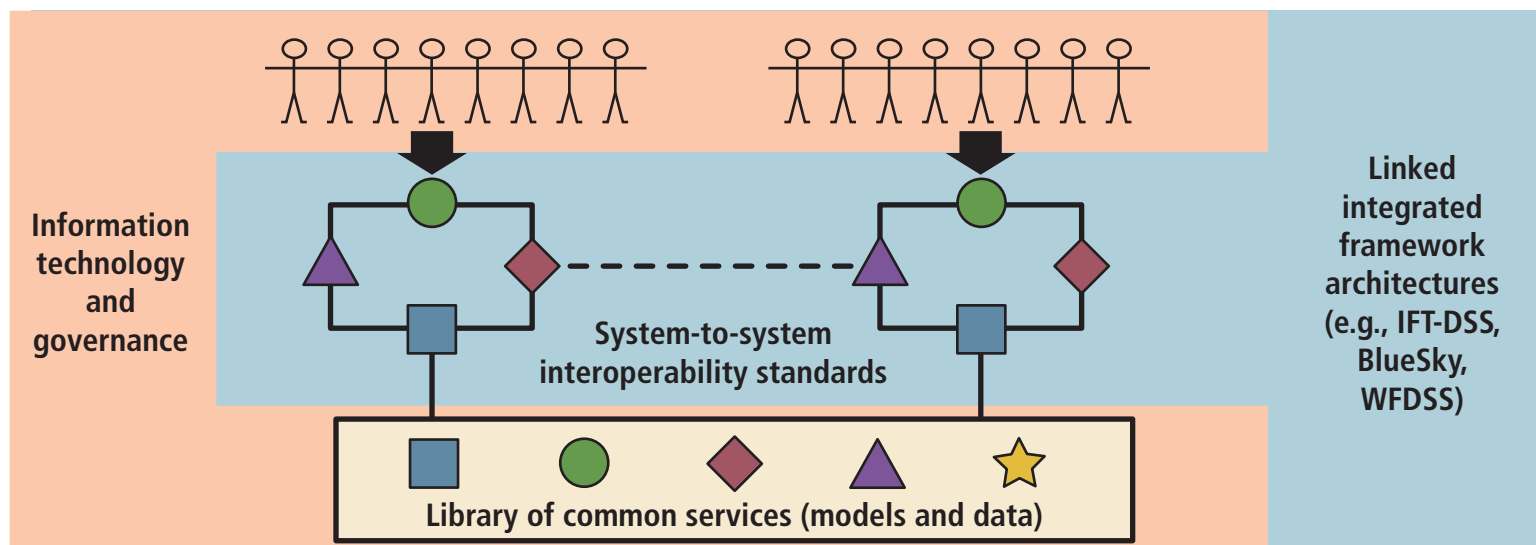 Information
technology
and
governance
System-to-system
interoperability standards
Linked
integrated
framework
architectures
(e.g., IFT-DSS,
BlueSky,
WFDSS)
Library of common services (models and data)